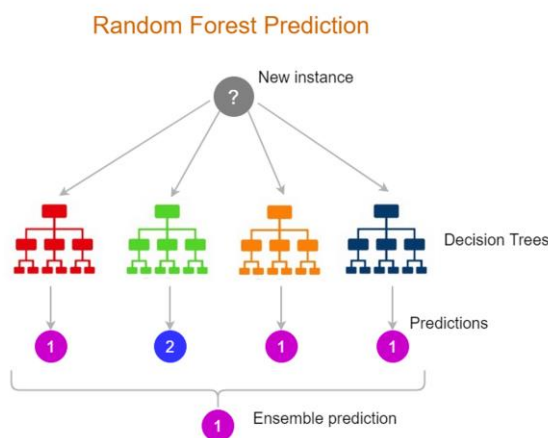 Random Forest Prediction
New instance
?
Decision Trees
Predictions
1
2
1
1
Ensemble prediction
1